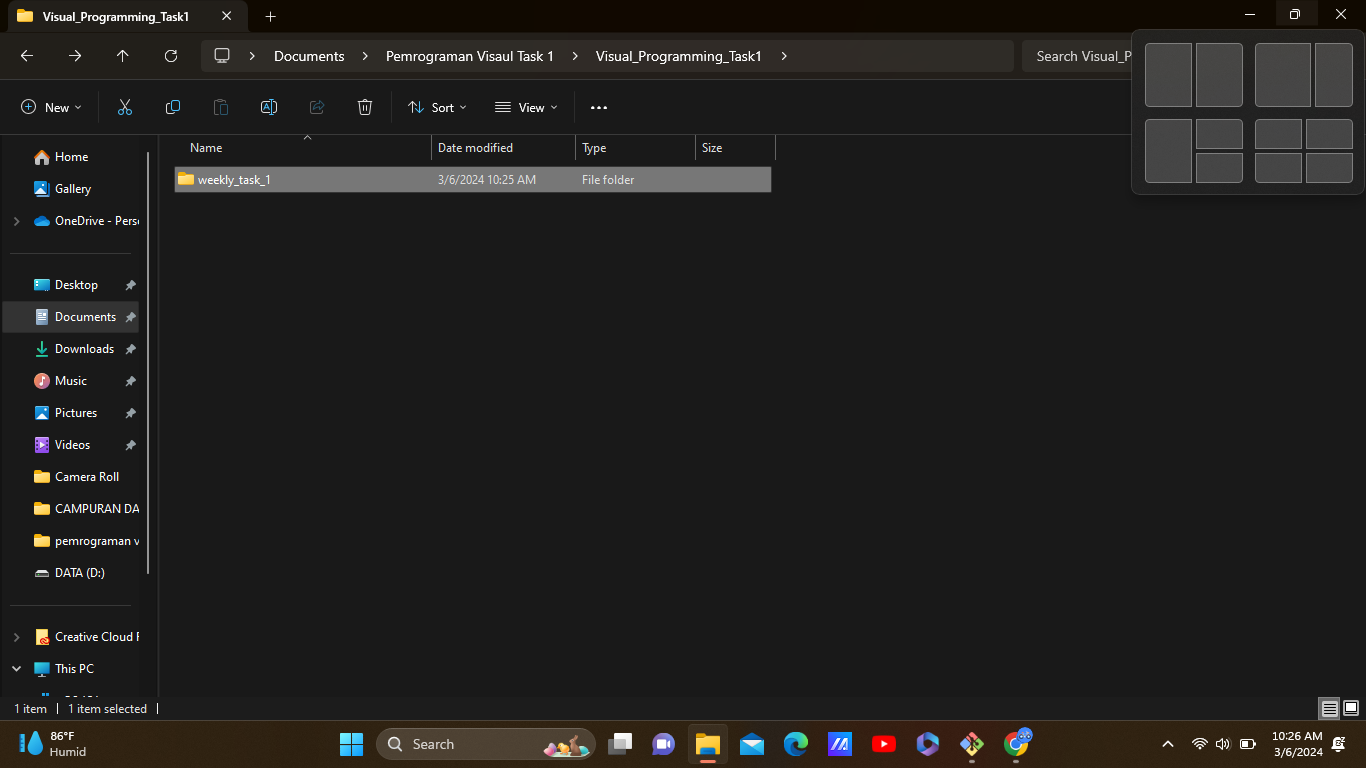 Visual_Programming_Task1
Documents
Pemrograman Visaul Task 1
Visual_Programming_Task1
Search Visual_P
New
Sort
View
Name
Date modified
Type
Size
weekly_task_1
3/6/2024 10:25 AM
File folder
Home
Gallery
OneDrive - Pers
Desktop
Documents
Downloads
Music
Pictures
Videos
Camera Roll
CAMPURAN DA
pemrograman v
DATA (D:)
Creative Cloud F
This PC
1 item
1 item selected
86°F
Humid
Search
10:26 AM
3/6/2024